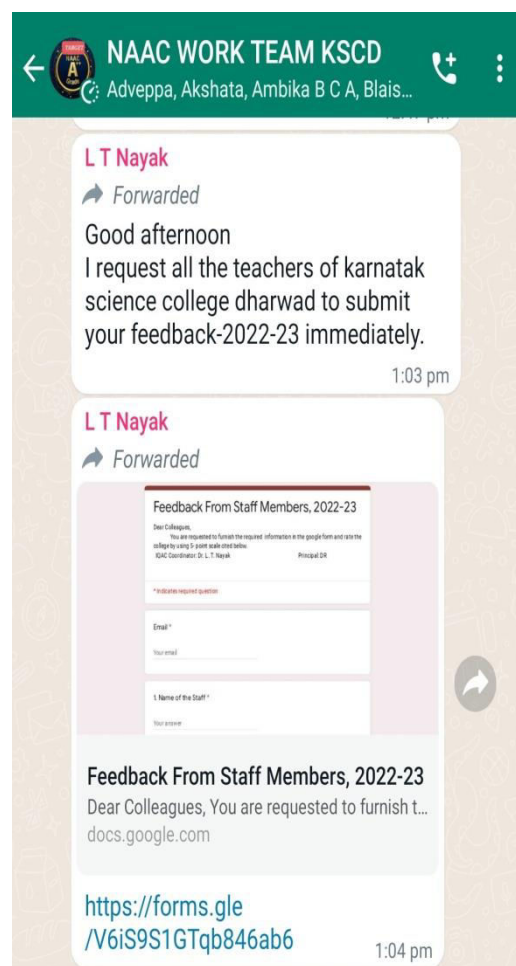 NAAC WORK TEAM KSCD
Adveppa, Akshata, Ambika B C A, Blais...
TARGET
NAAC
A++
Grade
L T Nayak
Forwarded
Good afternoon
I request all the teachers of karnatak
science college dharwad to submit
your feedback-2022-23 immediately.
1:03 pm
L T Nayak
Forwarded
Feedback From Staff Members, 2022-23
Dear Colleagues,
You are requested to furnish the required information in the google form and rate the
college by using 5- point scale cited below.
IQAC Coordinator: Dr. L. T. Nayak Principal: DR
* Indicates required question
Email *
Your email
1. Name of the Staff *
Your answer
Feedback From Staff Members, 2022-23
Dear Colleagues, You are requested to furnish t...
docs.google.com
https://forms.gle
/V6iS9S1GTqb846ab6
1:04 pm